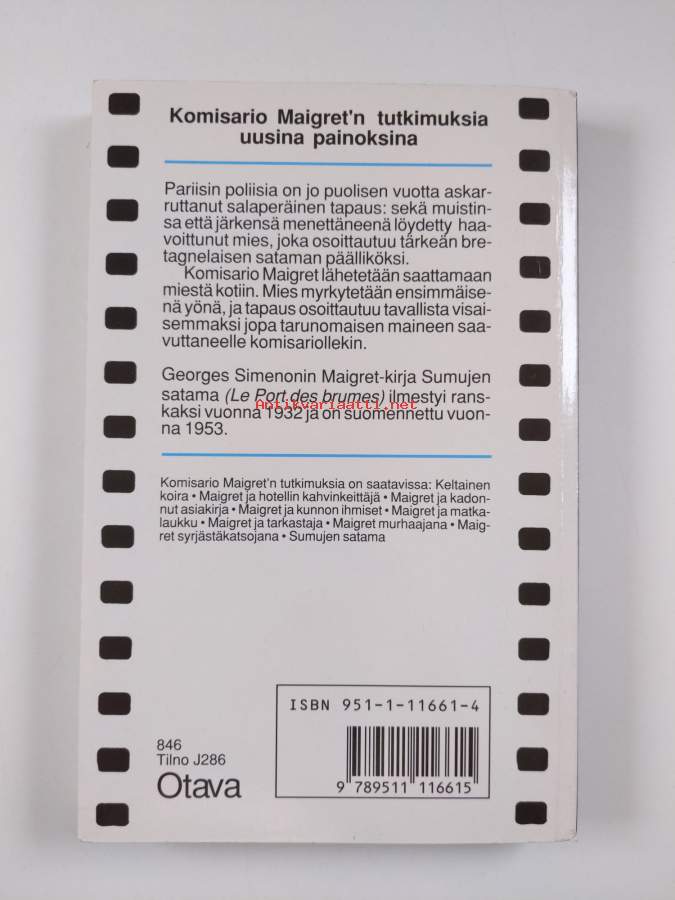 Komisario Maigret'n tutkimuksia
uusina painoksina
Pariisin poliisia on jo puolisen vuotta askar-
ruttanut salaperäinen tapaus: sekä muistin-
sa että järkensä menettäneenä löydetty haa-
voittunut mies, joka osoittautuu tärkeän bre-
tagnelaisen sataman päälliköksi.
Komisario Maigret lähetetään saattamaan
miestä kotiin. Mies myrkytetään ensimmäise-
nä yönä, ja tapaus osoittautuu tavallista visai-
semmaksi jopa tarunomaisen maineen saa-
vuttaneelle komisariollekin.
Georges Simenonin Maigret-kirja Sumujen
satama (Le Port des brumes) ilmestyi rans-
Antikvariaatti.net
kaksi vuonna 1932 ja on suomennettu vuon-
na 1953.
Komisario Maigret'n tutkimuksia on saatavissa: Keltainen
koira • Maigret ja hotellin kahvinkeittäjä • Maigret ja kadon-
nut asiakirja • Maigret ja kunnon ihmiset • Maigret ja matka-
laukku • Maigret ja tarkastaja • Maigret murhaajana • Maig-
ret syrjästäkatsojana • Sumujen satama
ISBN 951-1-11661-4
846
Tilno J286
Otava
9 789511 116615